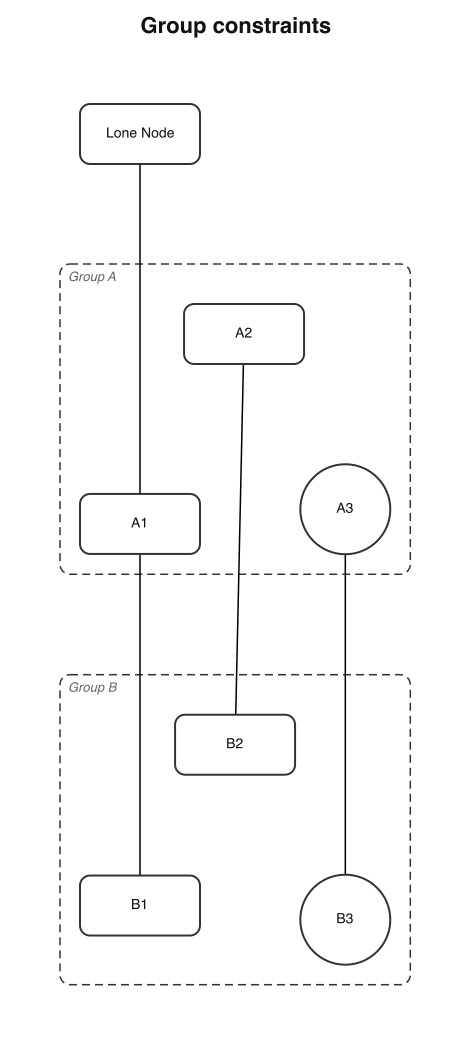 Group constraints
Lone Node
Group A
A2
A1
A3
Group B
B2
B1
B3